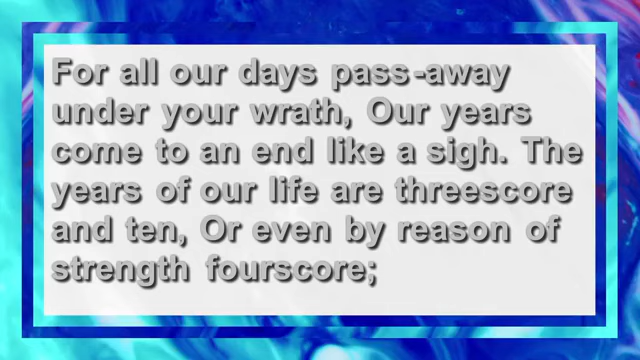 For all our days pass-away
under your wrath, Our years
come to an end like a sigh. The
years of our life are threescore
and ten, Or even by reason of
strength fourscore;